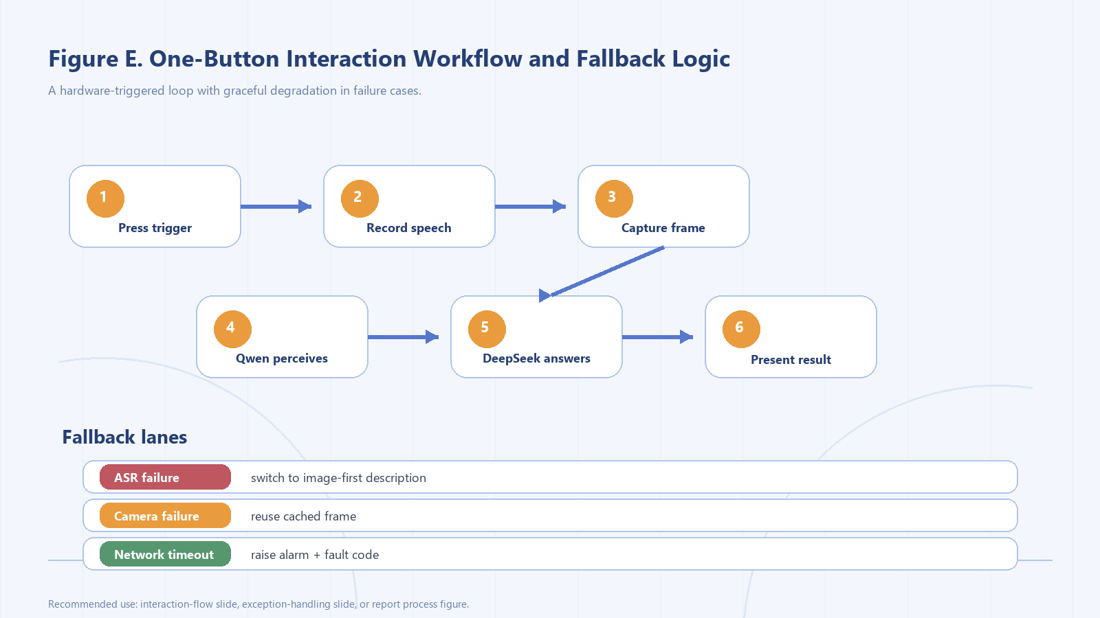 Figure E. One-Button Interaction Workflow and Fallback Logic
A hardware-triggered loop with graceful degradation in failure cases.
1
Press trigger
2
Record speech
3
Capture frame
4
Qwen perceives
5
DeepSeek answers
6
Present result
Fallback lanes
ASR failure switch to image-first description
Camera failure reuse cached frame
Network timeout raise alarm + fault code
Recommended use: interaction-flow slide, exception-handling slide, or report process figure.